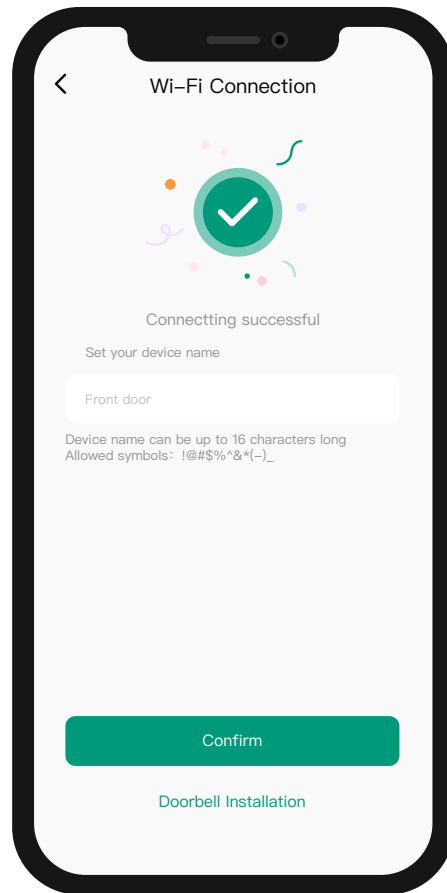 Wi-Fi Connection
Connectting successful
Set your device name
Front door
Device name can be up to 16 characters long
Allowed symbols: !@#$%^&*(-)_
Confirm
Doorbell Installation